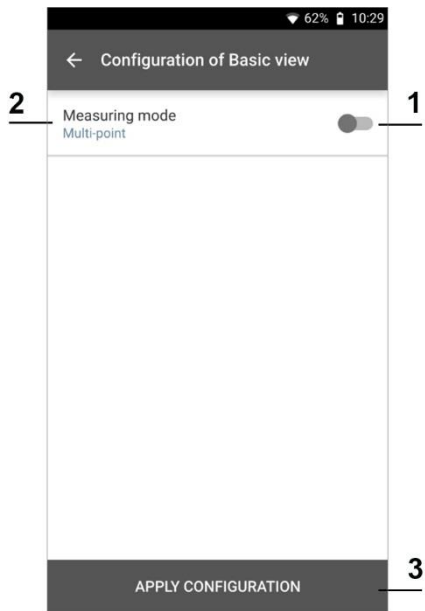 62% 10:29
Configuration of Basic view
2
Measuring mode
1
Multi-point
APPLY CONFIGURATION
3